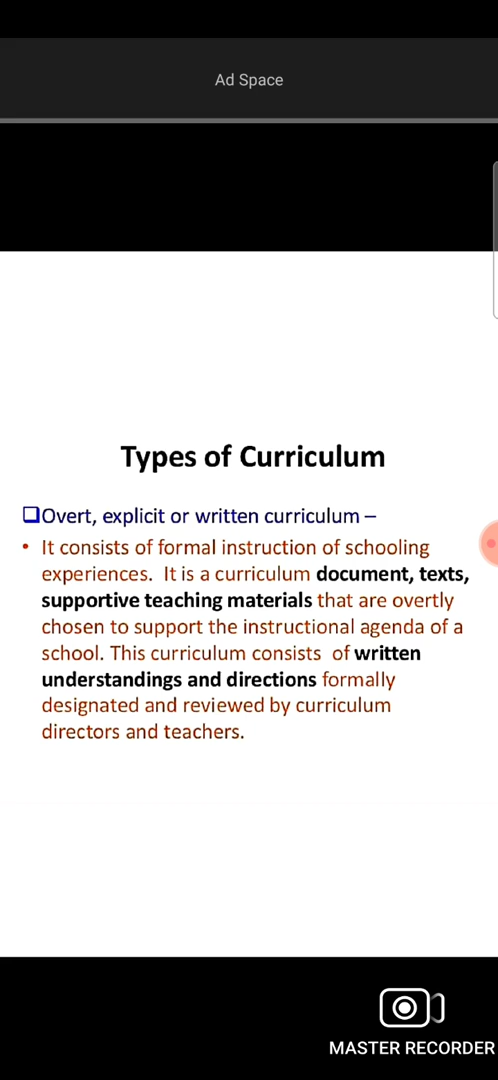 Ad Space
Types of Curriculum
Overt, explicit or written curriculum –
• It consists of formal instruction of schooling
experiences. It is a curriculum document, texts,
supportive teaching materials that are overtly
chosen to support the instructional agenda of a
school. This curriculum consists of written
understandings and directions formally
designated and reviewed by curriculum
directors and teachers.
MASTER RECORDER